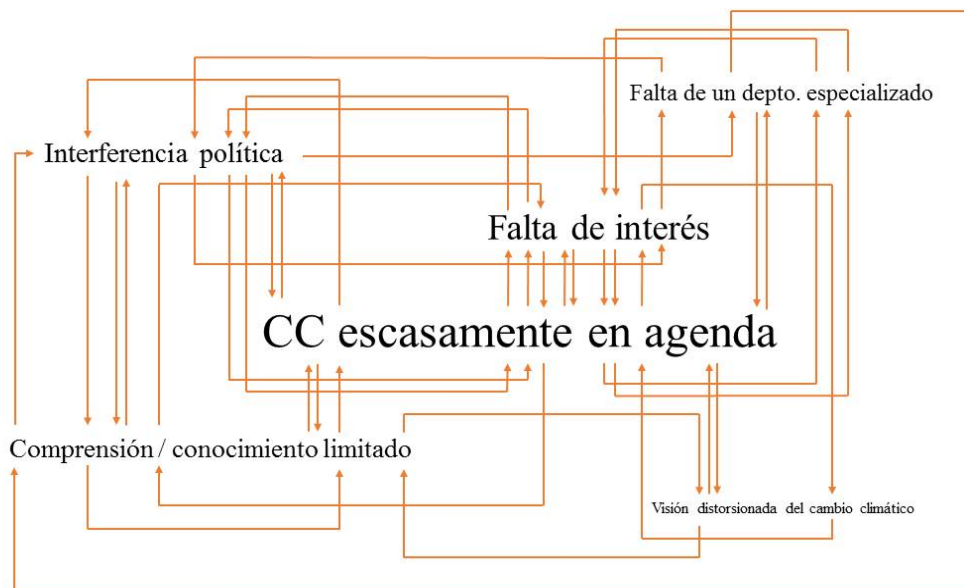 Falta de un depto. especializado
Interferencia política
Falta de interés
CC escasamente en agenda
Comprensión / conocimiento limitado
Visión distorsionada del cambio climático